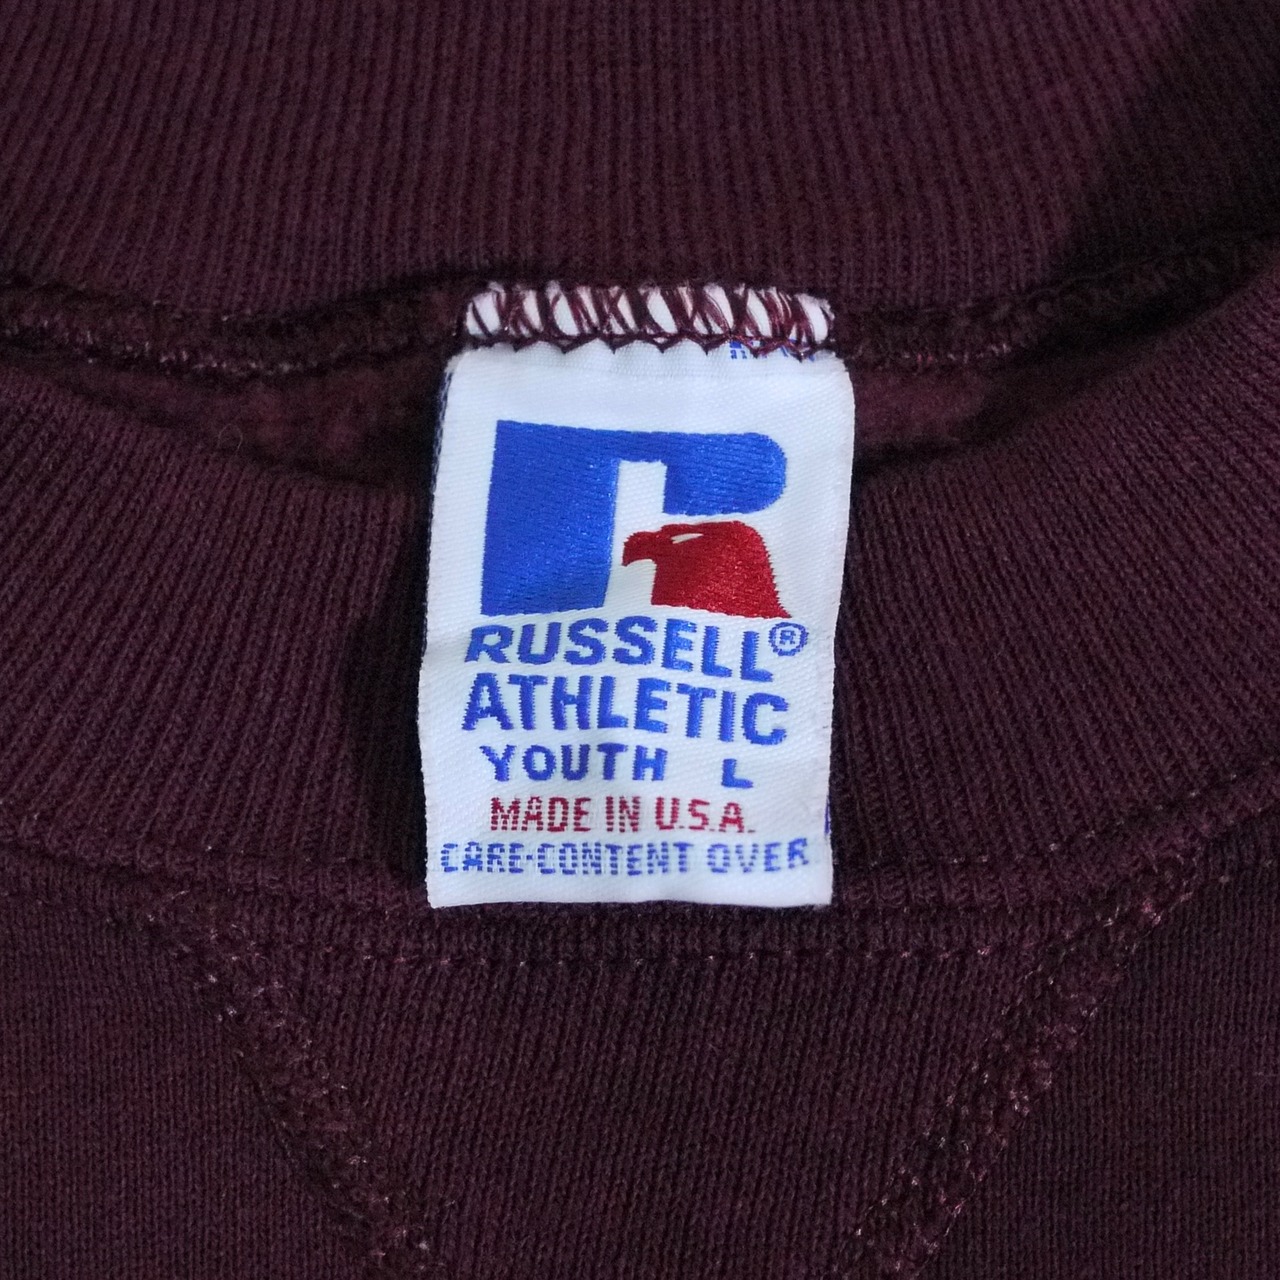 RUSSELL®
ATHLETIC
YOUTH L
MADE IN U.S.A.
CARE-CONTENT OVER